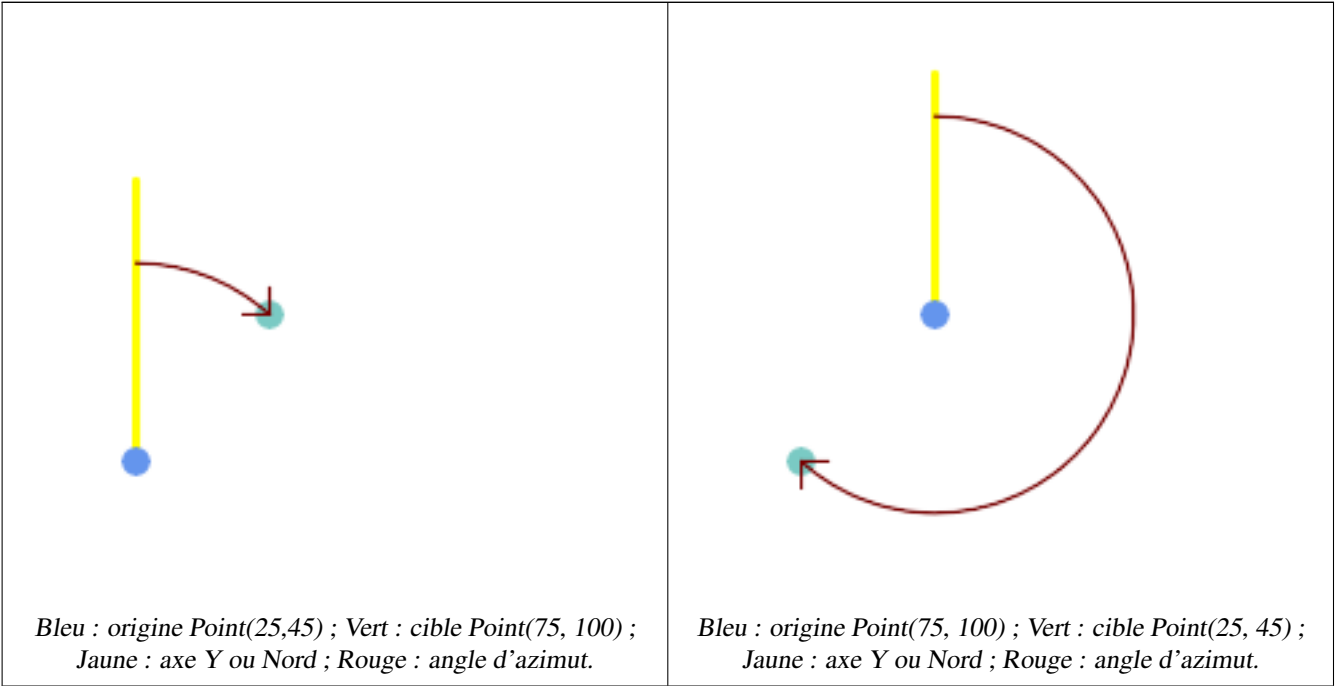 Bleu : origine Point(25,45) ; Vert : cible Point(75, 100) ;
Jaune : axe Y ou Nord ; Rouge : angle d'azimut.
Bleu : origine Point(75, 100) ; Vert : cible Point(25, 45) ;
Jaune : axe Y ou Nord ; Rouge : angle d'azimut.